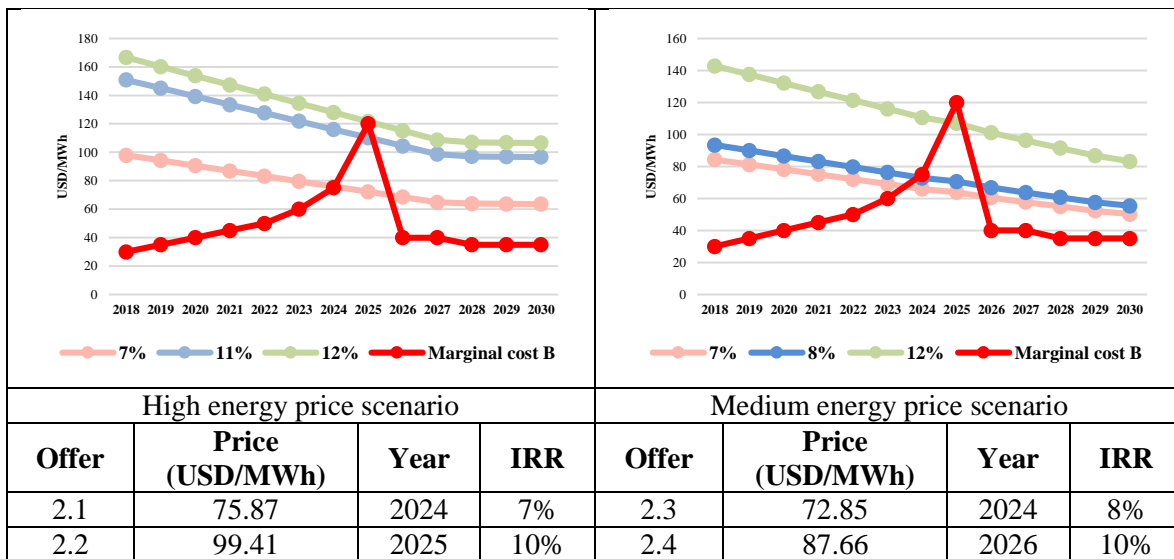 180
160
140
120
100
80
60
40
20
0
USD/MWh
2018 2019 2020 2021 2022 2023 2024 2025 2026 2027 2028 2029 2030
7% 11% 12% Marginal cost B
160
140
120
100
80
60
40
20
0
USD/MWh
2018 2019 2020 2021 2022 2023 2024 2025 2026 2027 2028 2029 2030
7% 8% 12% Marginal cost B
High energy price scenario Medium energy price scenario
Offer Price (USD/MWh) Year IRR Offer Price (USD/MWh) Year IRR
2.1 75.87 2024 7% 2.3 72.85 2024 8%
2.2 99.41 2025 10% 2.4 87.66 2026 10%